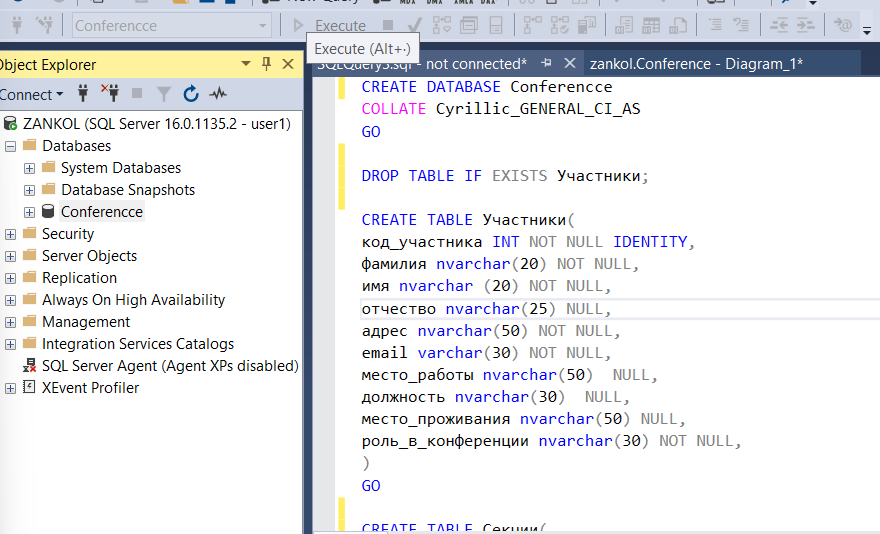 Conferencce
Execute
MDX DMX XMLA DAX
Execute (Alt+·)
Object Explorer
- not connected*
zankol.Conference - Diagram_1*
Connect
ZANKOL (SQL Server 16.0.1135.2 - user1)
Databases
System Databases
Database Snapshots
Conferencce
Security
Server Objects
Replication
Always On High Availability
Management
Integration Services Catalogs
SQL Server Agent (Agent XPs disabled)
XEvent Profiler
CREATE DATABASE Conferencce
COLLATE Cyrillic_GENERAL_CI_AS
GO
DROP TABLE IF EXISTS Участники;
CREATE TABLE Участники(
код_участника INT NOT NULL IDENTITY,
фамилия nvarchar(20) NOT NULL,
имя nvarchar (20) NOT NULL,
отчество nvarchar(25) NULL,
адрес nvarchar(50) NOT NULL,
email varchar(30) NOT NULL,
место_работы nvarchar(50)  NULL,
должность nvarchar(30)  NULL,
место_проживания nvarchar(50) NULL,
роль_в_конференции nvarchar(30) NOT NULL,
)
GO
CREATE TABLE Секции(